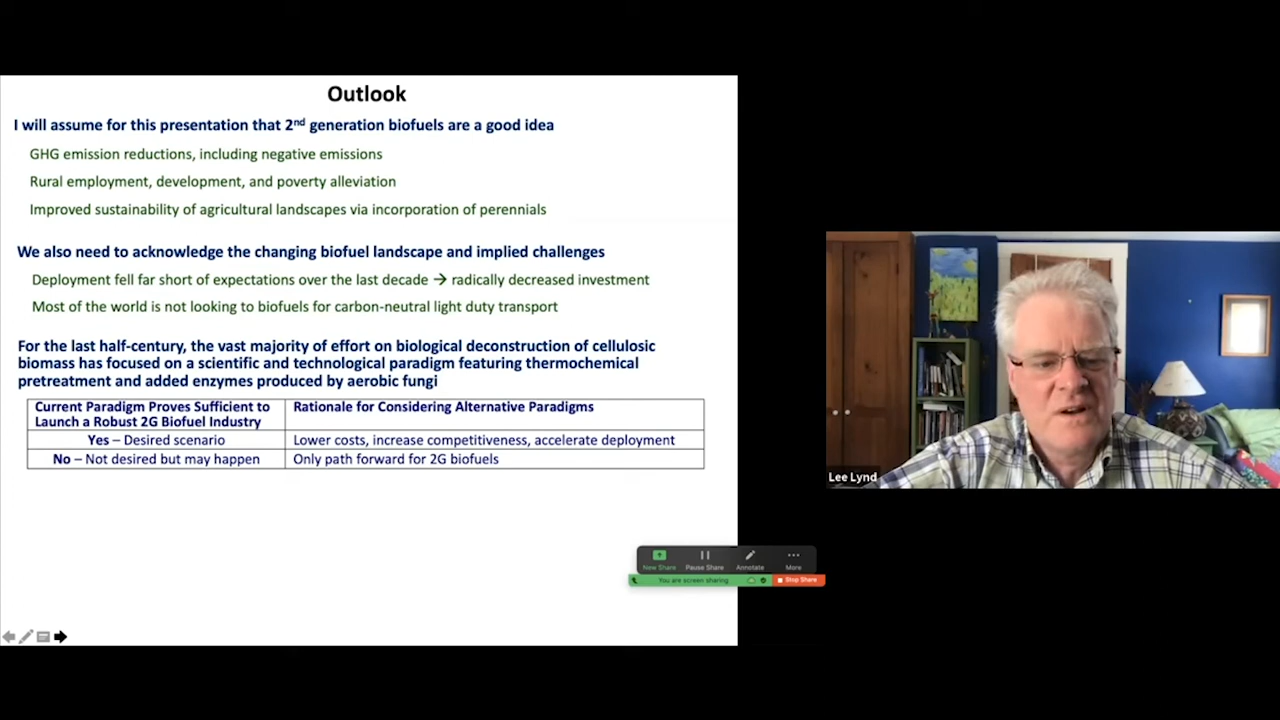 Outlook
I will assume for this presentation that 2nd generation biofuels are a good idea
GHG emission reductions, including negative emissions
Rural employment, development, and poverty alleviation
Improved sustainability of agricultural landscapes via incorporation of perennials
We also need to acknowledge the changing biofuel landscape and implied challenges
Deployment fell far short of expectations over the last decade → radically decreased investment
Most of the world is not looking to biofuels for carbon-neutral light duty transport
For the last half-century, the vast majority of effort on biological deconstruction of cellulosic
biomass has focused on a scientific and technological paradigm featuring thermochemical
pretreatment and added enzymes produced by aerobic fungi
Current Paradigm Proves Sufficient to
Launch a Robust 2G Biofuel Industry
Rationale for Considering Alternative Paradigms
Yes – Desired scenario
Lower costs, increase competitiveness, accelerate deployment
No – Not desired but may happen
Only path forward for 2G biofuels
Lee Lynd
New Share
Pause Share
Annotate
More
You are screen sharing
Stop Share